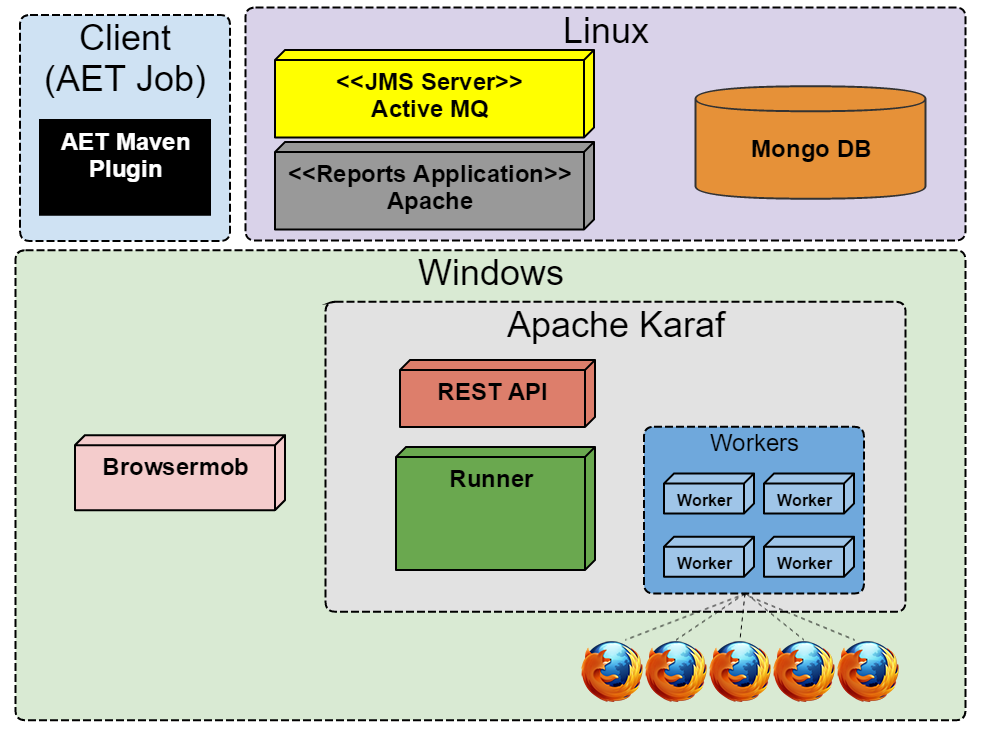 Client
(AET Job)
AET Maven
Plugin
Linux
<<JMS Server>>
Active MQ
<<Reports Application>>
Apache
Mongo DB
Windows
Apache Karaf
REST API
Browsermob
Runner
Workers
Worker
Worker
Worker
Worker